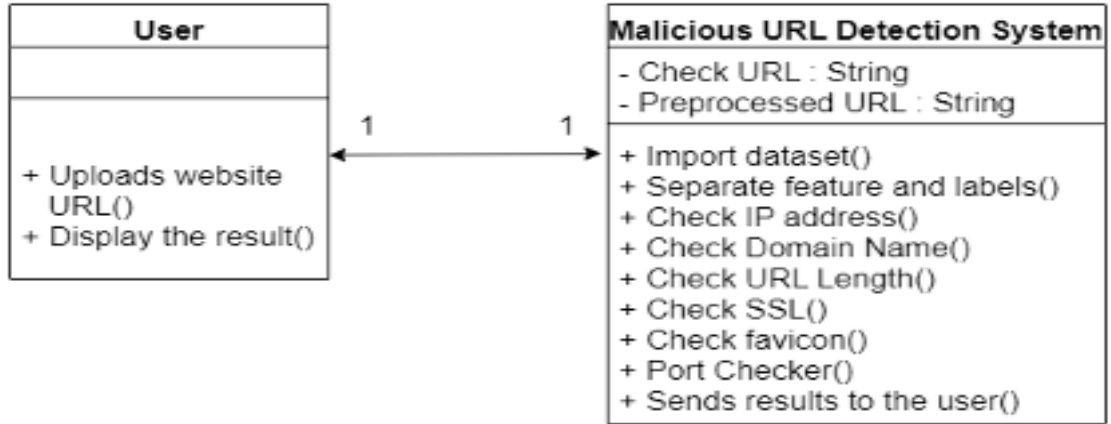 User
+ Uploads website
URL()
+ Display the result()
1
1
Malicious URL Detection System
- Check URL : String
- Preprocessed URL : String
+ Import dataset()
+ Separate feature and labels()
+ Check IP address()
+ Check Domain Name()
+ Check URL Length()
+ Check SSL()
+ Check favicon()
+ Port Checker()
+ Sends results to the user()